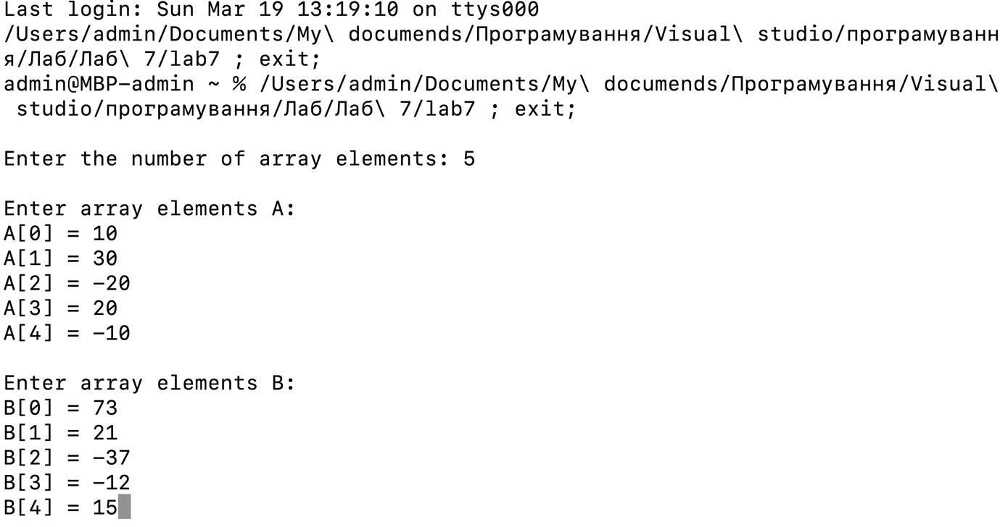 Last login: Sun Mar 19 13:19:10 on ttys000
/Users/admin/Documents/My\ documends/Програмування/Visual\ studio/програмуванн
я/Лаб/Лаб\ 7/lab7 ; exit;
admin@MBP-admin ~ % /Users/admin/Documents/My\ documends/Програмування/Visual\
 studio/програмування/Лаб/Лаб\ 7/lab7 ; exit;

Enter the number of array elements: 5

Enter array elements A:
A[0] = 10
A[1] = 30
A[2] = -20
A[3] = 20
A[4] = -10

Enter array elements B:
B[0] = 73
B[1] = 21
B[2] = -37
B[3] = -12
B[4] = 15